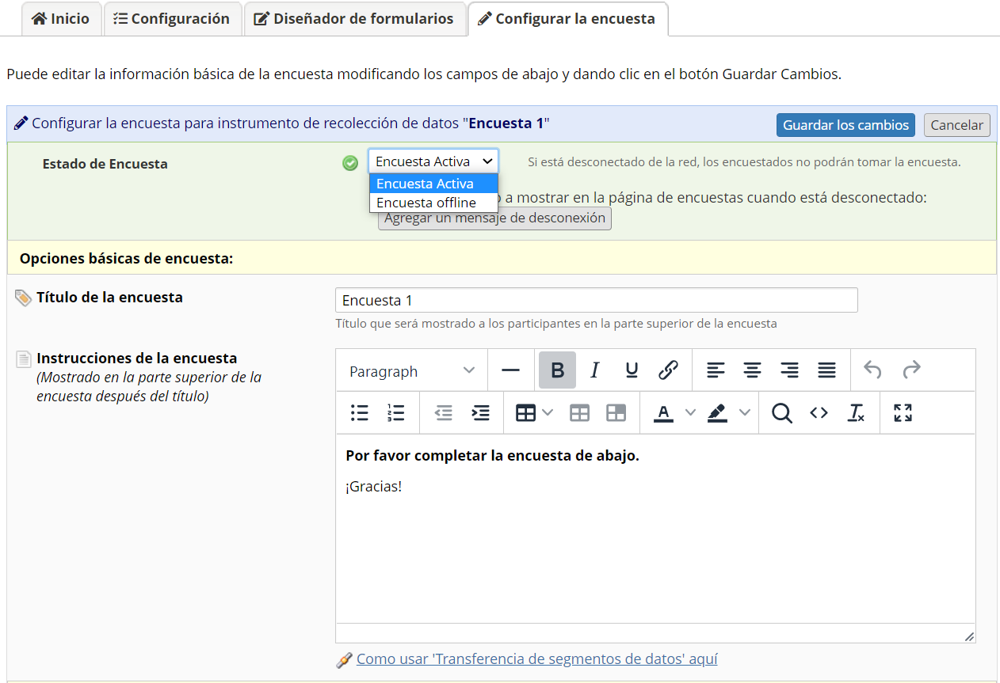 Inicio
Configuración
Diseñador de formularios
Configurar la encuesta
Puede editar la información básica de la encuesta modificando los campos de abajo y dando clic en el botón Guardar Cambios.
Configurar la encuesta para instrumento de recolección de datos "Encuesta 1"
Guardar los cambios
Cancelar
Estado de Encuesta
Encuesta Activa
Si está desconectado de la red, los encuestados no podrán tomar la encuesta.
Encuesta Activa
Encuesta offline
a mostrar en la página de encuestas cuando está desconectado:
Agregar un mensaje de desconexión
Opciones básicas de encuesta:
Título de la encuesta
Encuesta 1
Título que será mostrado a los participantes en la parte superior de la encuesta
Instrucciones de la encuesta
(Mostrado en la parte superior de la
encuesta después del título)
Paragraph
Por favor completar la encuesta de abajo.
¡Gracias!
Como usar 'Transferencia de segmentos de datos' aquí